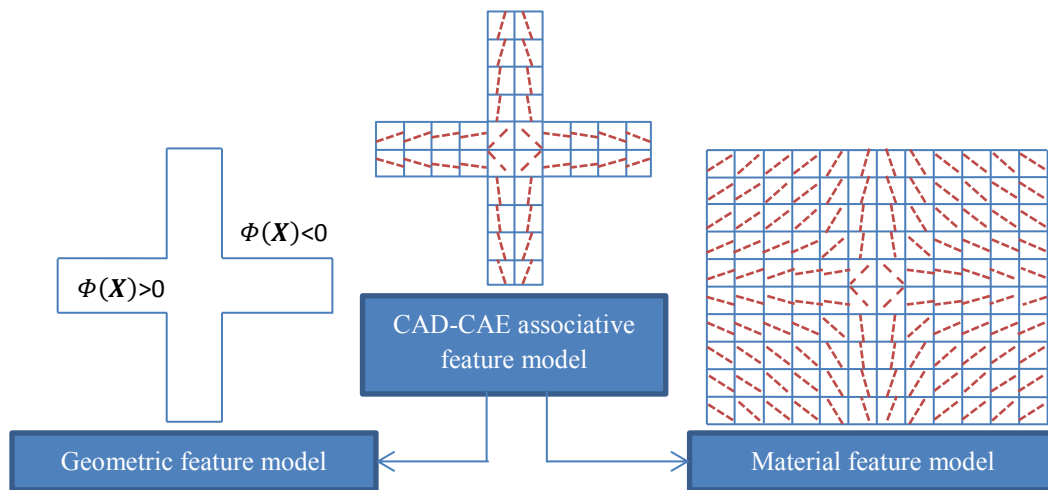 Φ(X)<0
Φ(X)>0
CAD-CAE associative
feature model
Geometric feature model
Material feature model